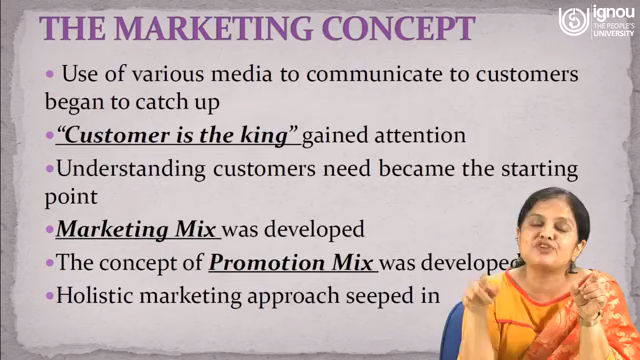 THE MARKETING CONCEPT
ignou
THE PEOPLE'S
UNIVERSITY
• Use of various media to communicate to customers
began to catch up
•"Customer is the king" gained attention
•Understanding customers need became the starting
point
•Marketing Mix was developed
•The concept of Promotion Mix was developed
•Holistic marketing approach seeped in